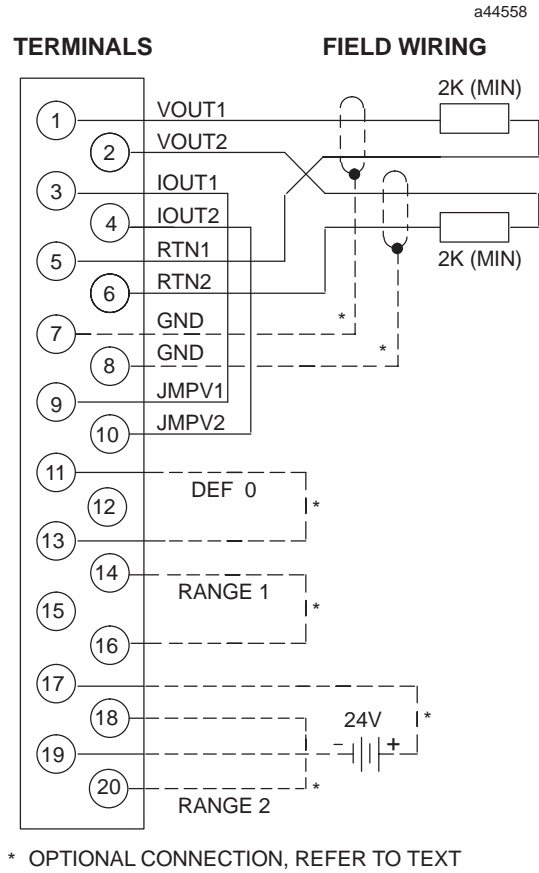 a44558
TERMINALS FIELD WIRING
2K (MIN)
1 VOUT1
2 VOUT2
3 IOUT1
4 IOUT2
5 RTN1
2K (MIN)
6 RTN2
7 GND *
8 GND *
9 JMPV1
10 JMPV2
11
DEF 0
12 *
13
14
RANGE 1
15 *
16
17
18 24V *
19 - +
20 *
RANGE 2
* OPTIONAL CONNECTION, REFER TO TEXT